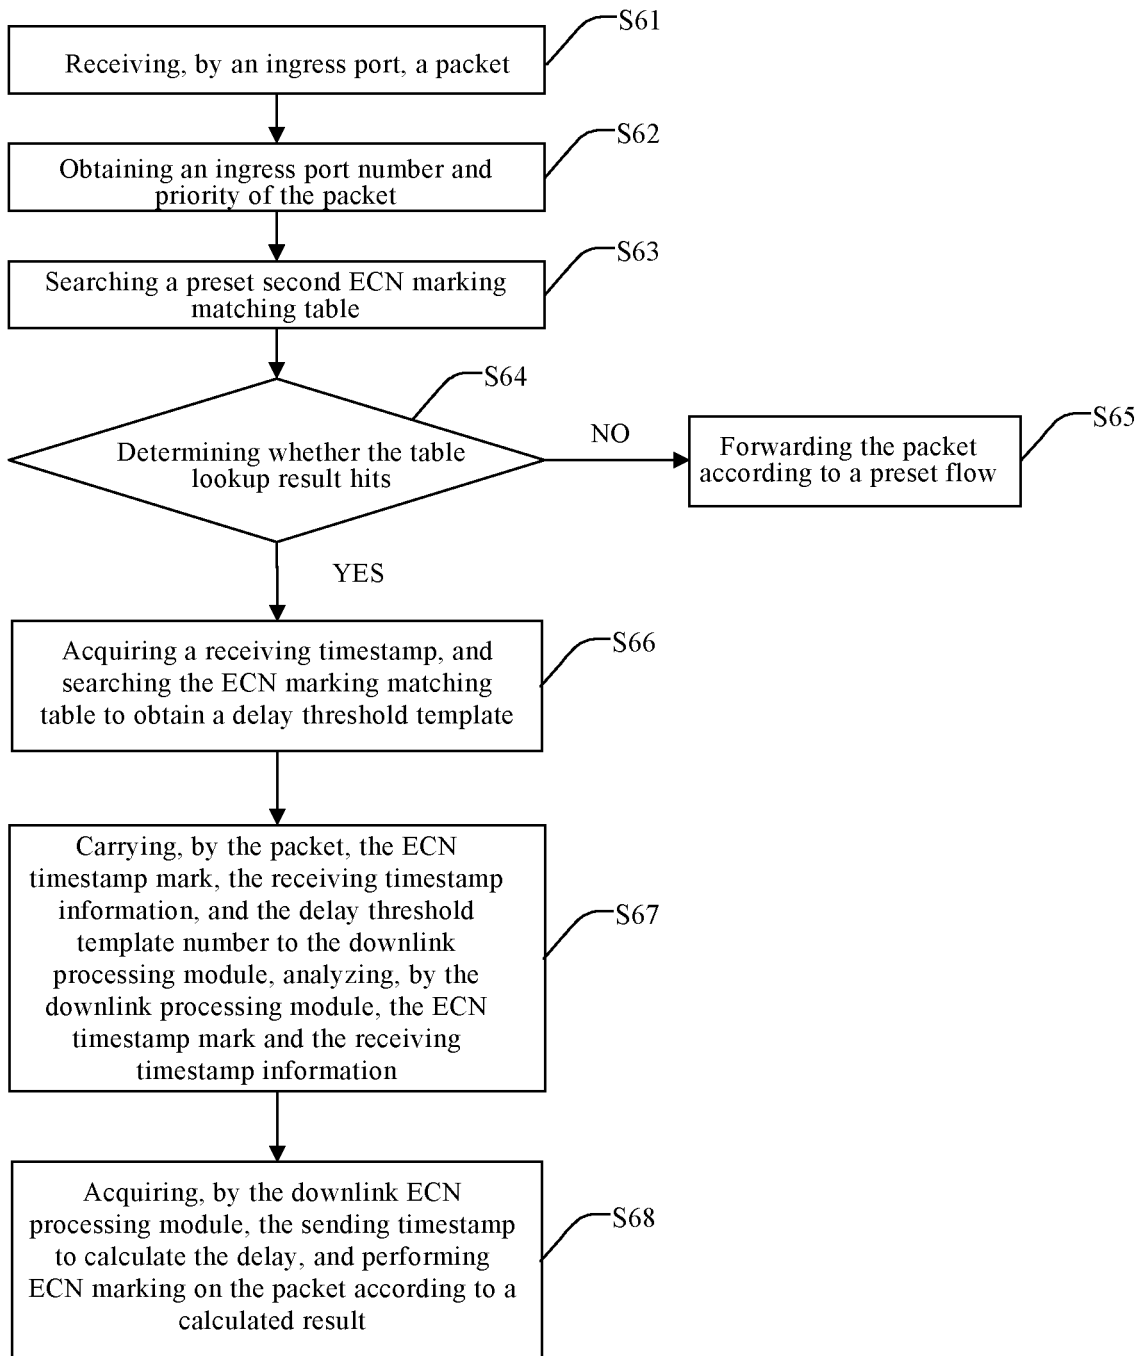 S61
Receiving, by an ingress port, a packet
S62
Obtaining an ingress port number and
priority of the packet
S63
Searching a preset second ECN marking
matching table
S64
Determining whether the table
lookup result hits
NO
S65
Forwarding the packet
according to a preset flow
YES
S66
Acquiring a receiving timestamp, and
searching the ECN marking matching
table to obtain a delay threshold template
S67
Carrying, by the packet, the ECN
timestamp mark, the receiving timestamp
information, and the delay threshold
template number to the downlink
processing module, analyzing, by the
downlink processing module, the ECN
timestamp mark and the receiving
timestamp information
S68
Acquiring, by the downlink ECN
processing module, the sending timestamp
to calculate the delay, and performing
ECN marking on the packet according to a
calculated result